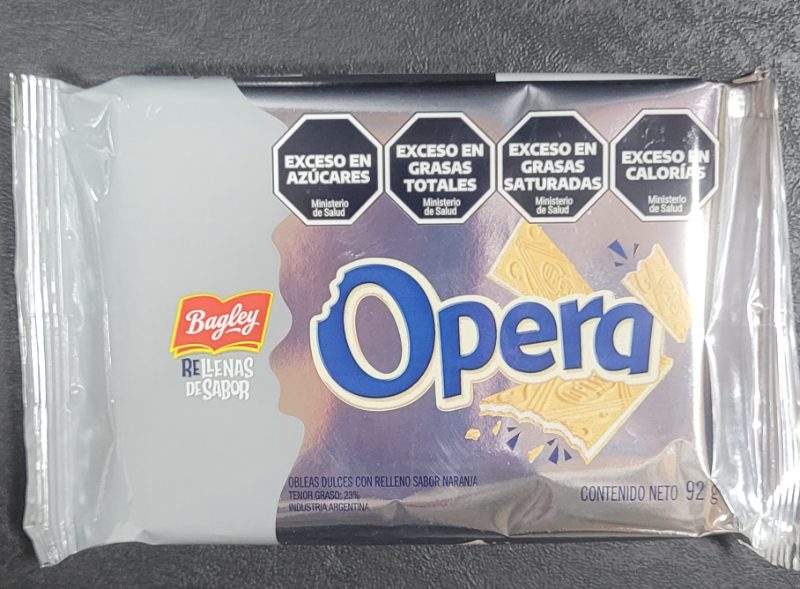 EXCESO EN
AZÚCARES
Ministerio
de Salud
EXCESO EN
GRASAS
TOTALES
Ministerio
de Salud
EXCESO EN
GRASAS
SATURADAS
Ministerio
de Salud
EXCESO EN
CALORÍAS
Ministerio
de Salud
Opera
Bagley
RELLENAS
DE SABOR
OBLEAS DULCES CON RELLENO SABOR NARANJA
TENOR GRASO: 23%
INDUSTRIA ARGENTINA
CONTENIDO NETO 92 g